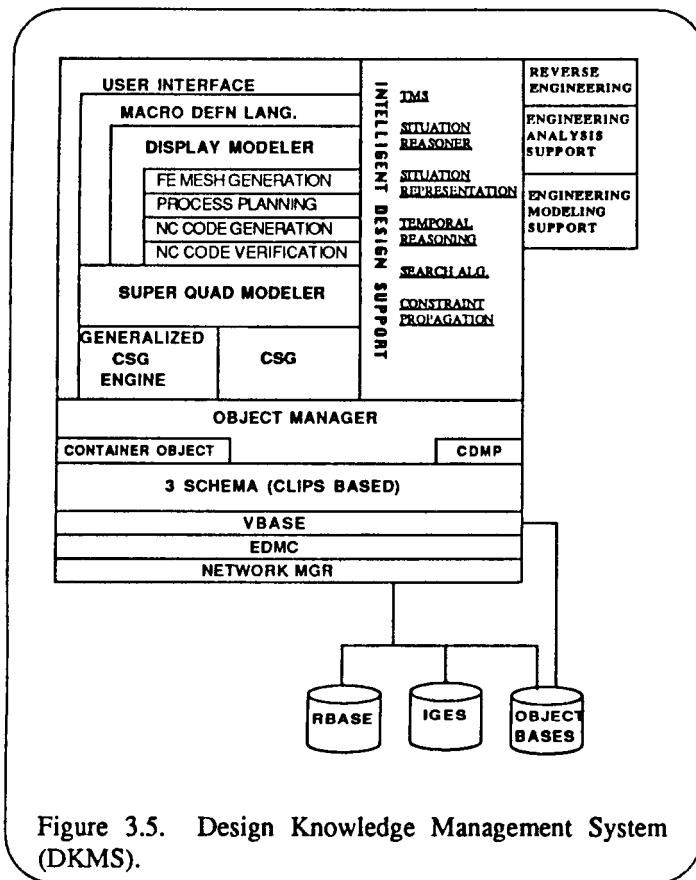 USER INTERFACE
MACRO DEFN LANG.
DISPLAY MODELER
FE MESH GENERATION
PROCESS PLANNING
NC CODE GENERATION
NC CODE VERIFICATION
SUPER QUAD MODELER
GENERALIZED
CSG
ENGINE
CSG
INTELLIGENT DESIGN SUPPORT
TMS
SITUATION
REASONER
SITUATION
REPRESENTATION
TEMPORAL
REASONING
SEARCH ALG.
CONSTRAINT
PROPAGATION
REVERSE
ENGINEERING
ENGINEERING
ANALYSIS
SUPPORT
ENGINEERING
MODELING
SUPPORT
OBJECT MANAGER
CONTAINER OBJECT
CDMP
3 SCHEMA (CLIPS BASED)
VBASE
EDMC
NETWORK MGR
RBASE
IGES
OBJECT
BASES
Figure 3.5. Design Knowledge Management System
(DKMS).